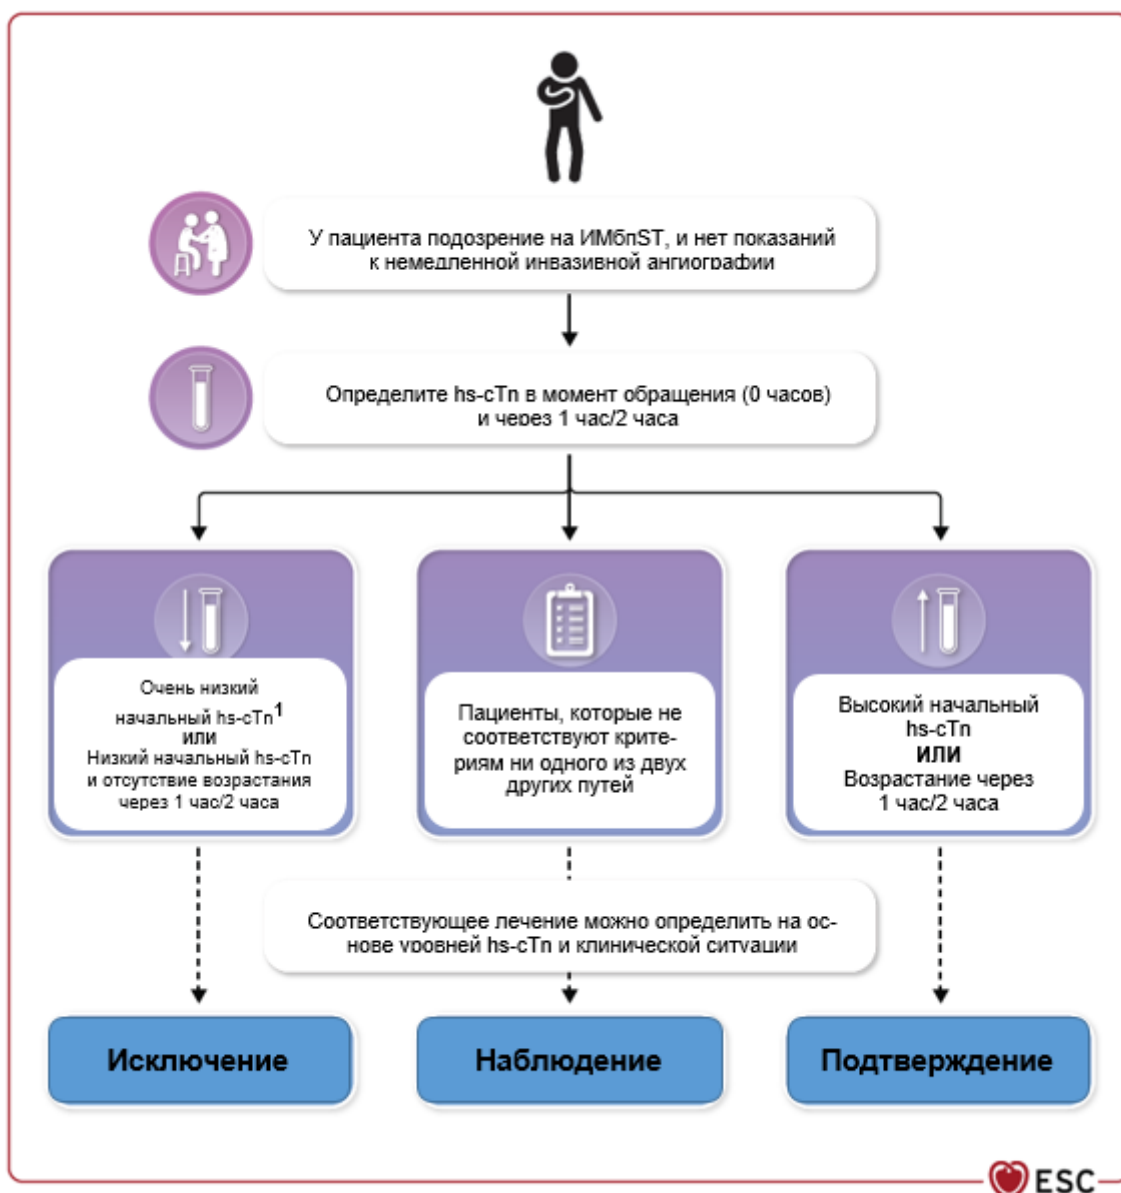 У пациента подозрение на ИМбпST, и нет показаний
к немедленной инвазивной ангиографии
Определите hs-cTn в момент обращения (0 часов)
и через 1 час/2 часа
Очень низкий
начальный hs-cTn1
или
Низкий начальный hs-cTn
и отсутствие возрастания
через 1 час/2 часа
Пациенты, которые не
соответствуют крите-
риям ни одного из двух
других путей
Высокий начальный
hs-cTn
ИЛИ
Возрастание через
1 час/2 часа
Соответствующее лечение можно определить на ос-
нове уровней hs-cTn и клинической ситуации
Исключение
Наблюдение
Подтверждение
ESC